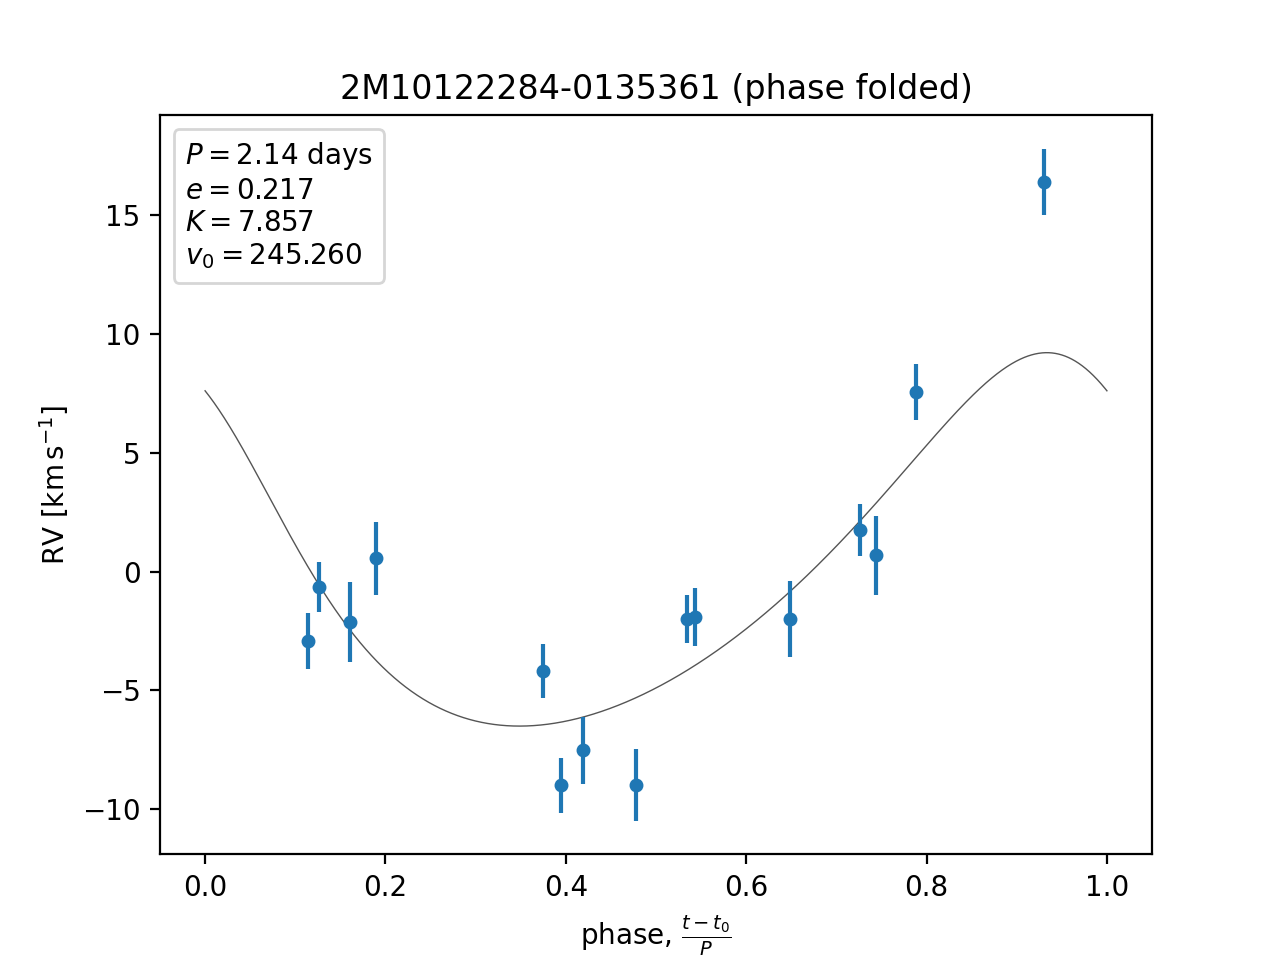 2M10122284-0135361 (phase folded)
P = 2.14 days
e = 0.217
K = 7.857
v₀ = 245.260
15
10
5
0
−5
−10
RV [km s⁻¹]
0.0 0.2 0.4 0.6 0.8 1.0
phase, (t − t₀)/P